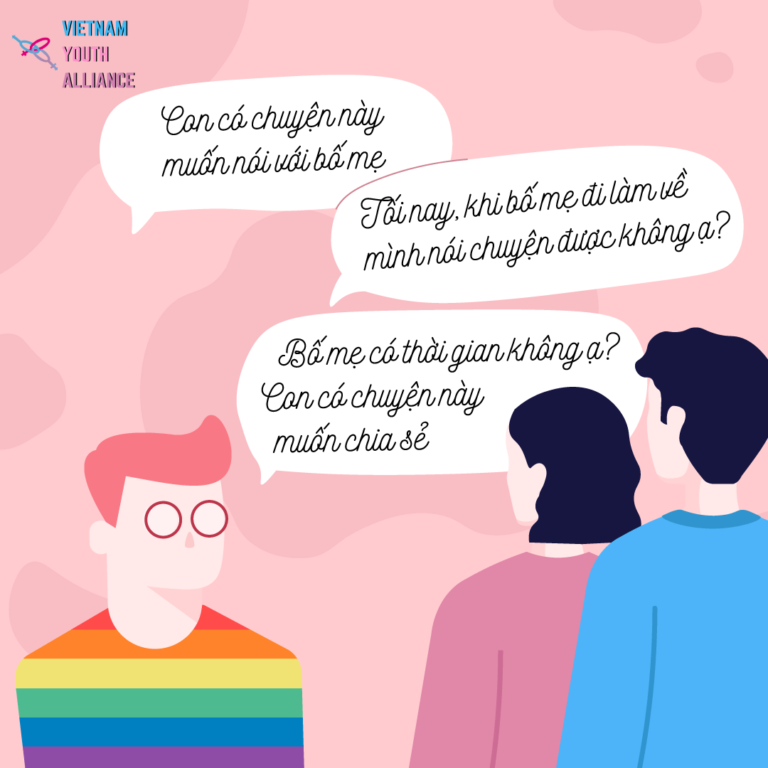 VIETNAM
YOUTH
ALLIANCE
Con có chuyện này
muốn nói với bố mẹ
Tối nay, khi bố mẹ đi làm về
mình nói chuyện được không ạ?
Bố mẹ có thời gian không ạ?
Con có chuyện này
muốn chia sẻ